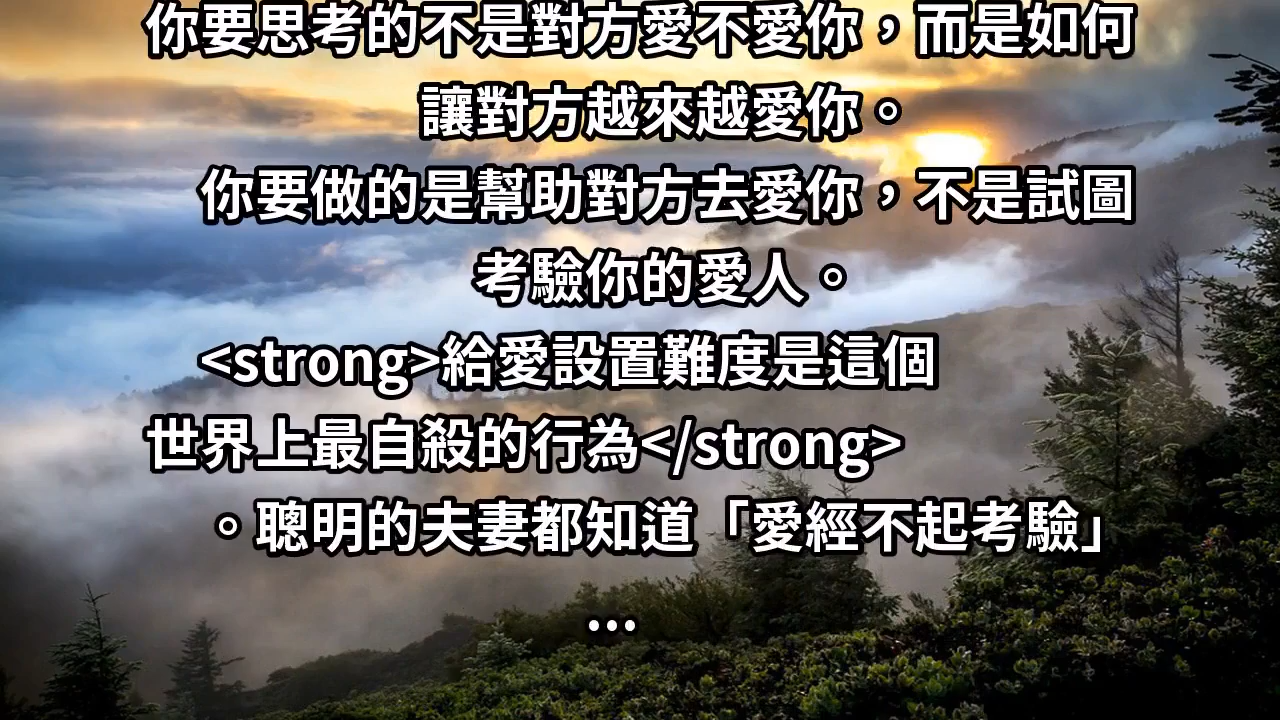 你要思考的不是對方愛不愛你，而是如何
讓對方越來越愛你。
你要做的是幫助對方去愛你，不是試圖
考驗你的愛人。
<strong>給愛設置難度是這個
世界上最自殺的行為</strong>
。聰明的夫妻都知道「愛經不起考驗」
...